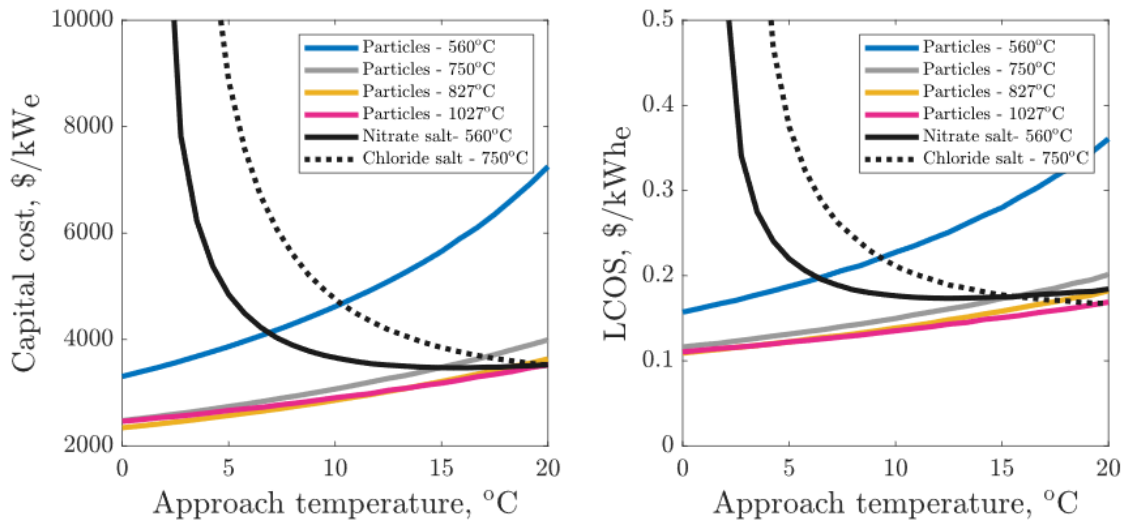 10000
8000
6000
4000
2000
Capital cost, $/kWe
0
5
10
15
20
Approach temperature, °C
Particles - 560°C
Particles - 750°C
Particles - 827°C
Particles - 1027°C
Nitrate salt- 560°C
Chloride salt - 750°C
0.5
0.4
0.3
0.2
0.1
0
LCOS, $/kWhe
0
5
10
15
20
Approach temperature, °C
Particles - 560°C
Particles - 750°C
Particles - 827°C
Particles - 1027°C
Nitrate salt- 560°C
Chloride salt - 750°C